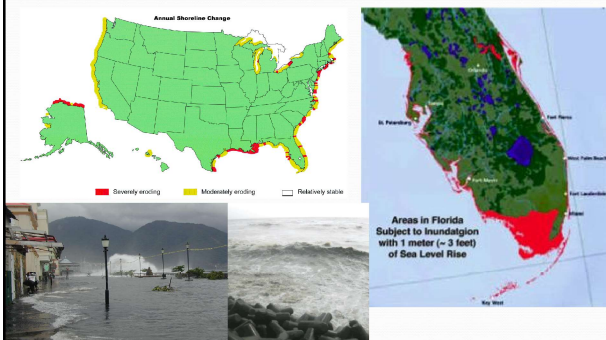 Annual Shoreline Change
Severely eroding
Moderately eroding
Relatively stable
Orlando
Tampa
St. Petersburg
Fort Pierce
West Palm Beach
Fort Myers
Fort Lauderdale
Miami
Areas in Florida
Subject to Inundatgion
with 1 meter (~ 3 feet)
of Sea Level Rise
Key West